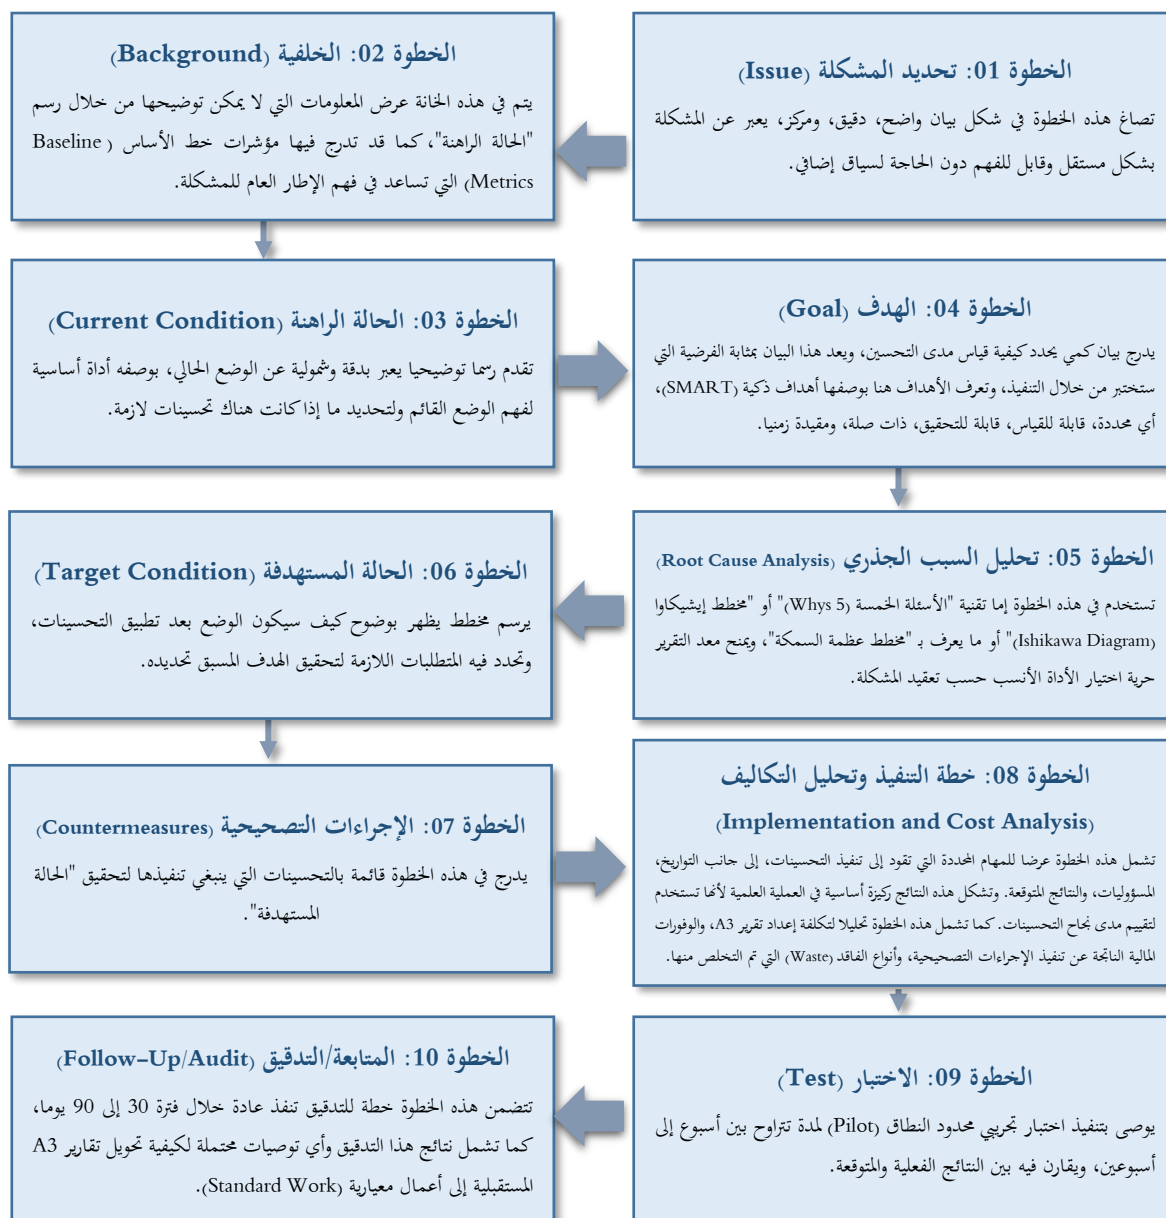 الخطوة 01: تحديد المشكلة (Issue)
تصاغ هذه الخطوة في شكل بيان واضح، دقيق، ومركز، يعبر عن المشكلة
بشكل مستقل وقابل للفهم دون الحاجة لسياق إضافي.
الخطوة 02: الخلفية (Background)
يتم في هذه الخانة عرض المعلومات التي لا يمكن توضيحها من خلال رسم
"الحالة الراهنة"، كما قد تدرج فيها مؤشرات خط الأساس (Baseline
Metrics) التي تساعد في فهم الإطار العام للمشكلة.
الخطوة 03: الحالة الراهنة (Current Condition)
تقدم رسما توضيحيا يعبر بدقة وشمولية عن الوضع الحالي، بوصفه أداة أساسية
لفهم الوضع القائم ولتحديد ما إذا كانت هناك تحسينات لازمة.
الخطوة 04: الهدف (Goal)
يدرج بيان كمي يحدد كيفية قياس مدى التحسين، ويعد هذا البيان بمثابة الفرضية التي
ستختبر من خلال التنفيذ، وتعرف الأهداف هنا بوصفها أهداف ذكية (SMART)،
أي محددة، قابلة للقياس، قابلة للتحقيق، ذات صلة، ومقيدة زمنيا.
الخطوة 05: تحليل السبب الجذري (Root Cause Analysis)
تستخدم في هذه الخطوة إما تقنية "الأسئلة الخمسة (5 Whys)" أو "مخطط إيشيكاوا
(Ishikawa Diagram)" أو ما يعرف بـ "مخطط عظمة السمكة"، ويمنح معد التقرير
حرية اختيار الأداة الأنسب حسب تعقيد المشكلة.
الخطوة 06: الحالة المستهدفة (Target Condition)
يرسم مخطط يظهر بوضوح كيف سيكون الوضع بعد تطبيق التحسينات،
وتحدد فيه المتطلبات اللازمة لتحقيق الهدف المسبق تحديده.
الخطوة 07: الإجراءات التصحيحية (Countermeasures)
يدرج في هذه الخطوة قائمة بالتحسينات التي ينبغي تنفيذها لتحقيق "الحالة
المستهدفة".
الخطوة 08: خطة التنفيذ وتحليل التكاليف
(Implementation and Cost Analysis)
تشمل هذه الخطوة عرضا للمهام المحددة التي تقود إلى تنفيذ التحسينات، إلى جانب التواريخ،
المسؤوليات، والنتائج المتوقعة. وتشكل هذه النتائج ركيزة أساسية في العملية العلمية لأنها تستخدم
لتقييم مدى نجاح التحسينات. كما تشمل هذه الخطوة تحليلا لتكلفة إعداد تقرير A3، والوفورات
المالية الناتجة عن تنفيذ الإجراءات التصحيحية، وأنواع الفاقد (Waste) التي تم التخلص منها.
الخطوة 09: الاختبار (Test)
يوصى بتنفيذ اختبار تجريبي محدود النطاق (Pilot) لمدة تتراوح بين أسبوع إلى
أسبوعين، ويقارن فيه بين النتائج الفعلية والمتوقعة.
الخطوة 10: المتابعة/التدقيق (Follow-Up/Audit)
تتضمن هذه الخطوة خطة للتدقيق تنفذ عادة خلال فترة 30 إلى 90 يوما،
كما تشمل نتائج هذا التدقيق وأي توصيات محتملة لكيفية تحويل تقارير A3
المستقبلية إلى أعمال معيارية (Standard Work).